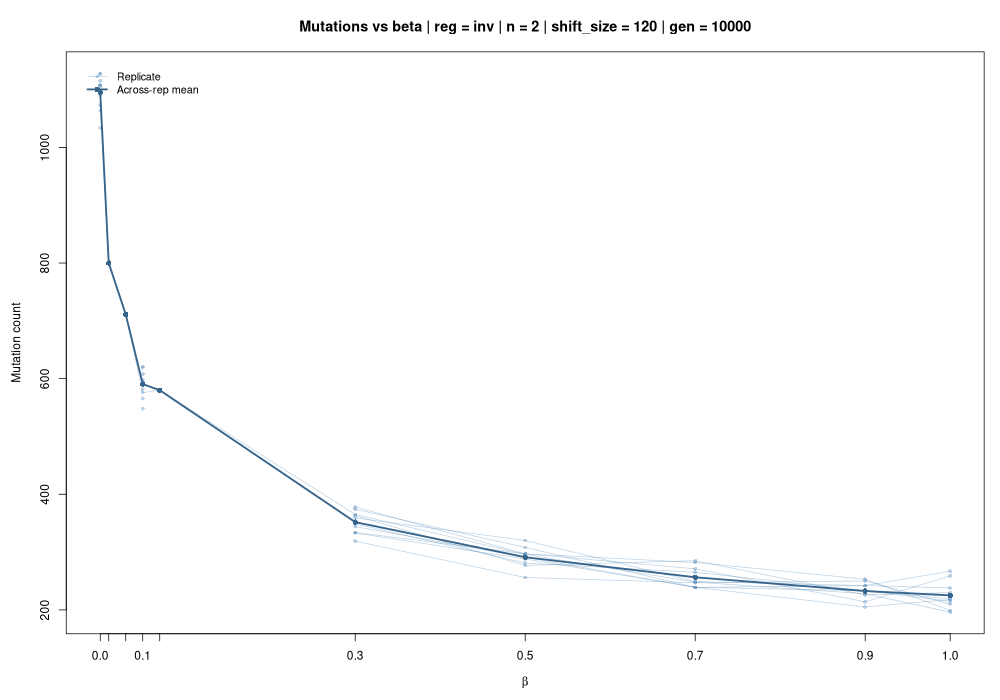 Mutations vs beta | reg = inv | n = 2 | shift_size = 120 | gen = 10000
Replicate
Across-rep mean
1000
800
600
400
200
Mutation count
0.0
0.1
0.3
0.5
0.7
0.9
1.0
β